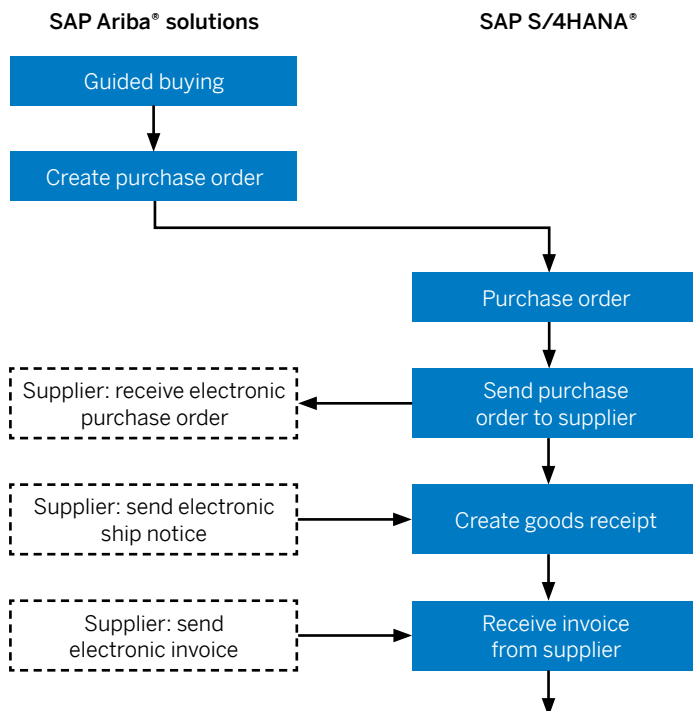 SAP Ariba® solutions
SAP S/4HANA®
Guided buying
Create purchase order
Purchase order
Supplier: receive electronic
purchase order
Send purchase
order to supplier
Supplier: send electronic
ship notice
Create goods receipt
Supplier: send
electronic invoice
Receive invoice
from supplier